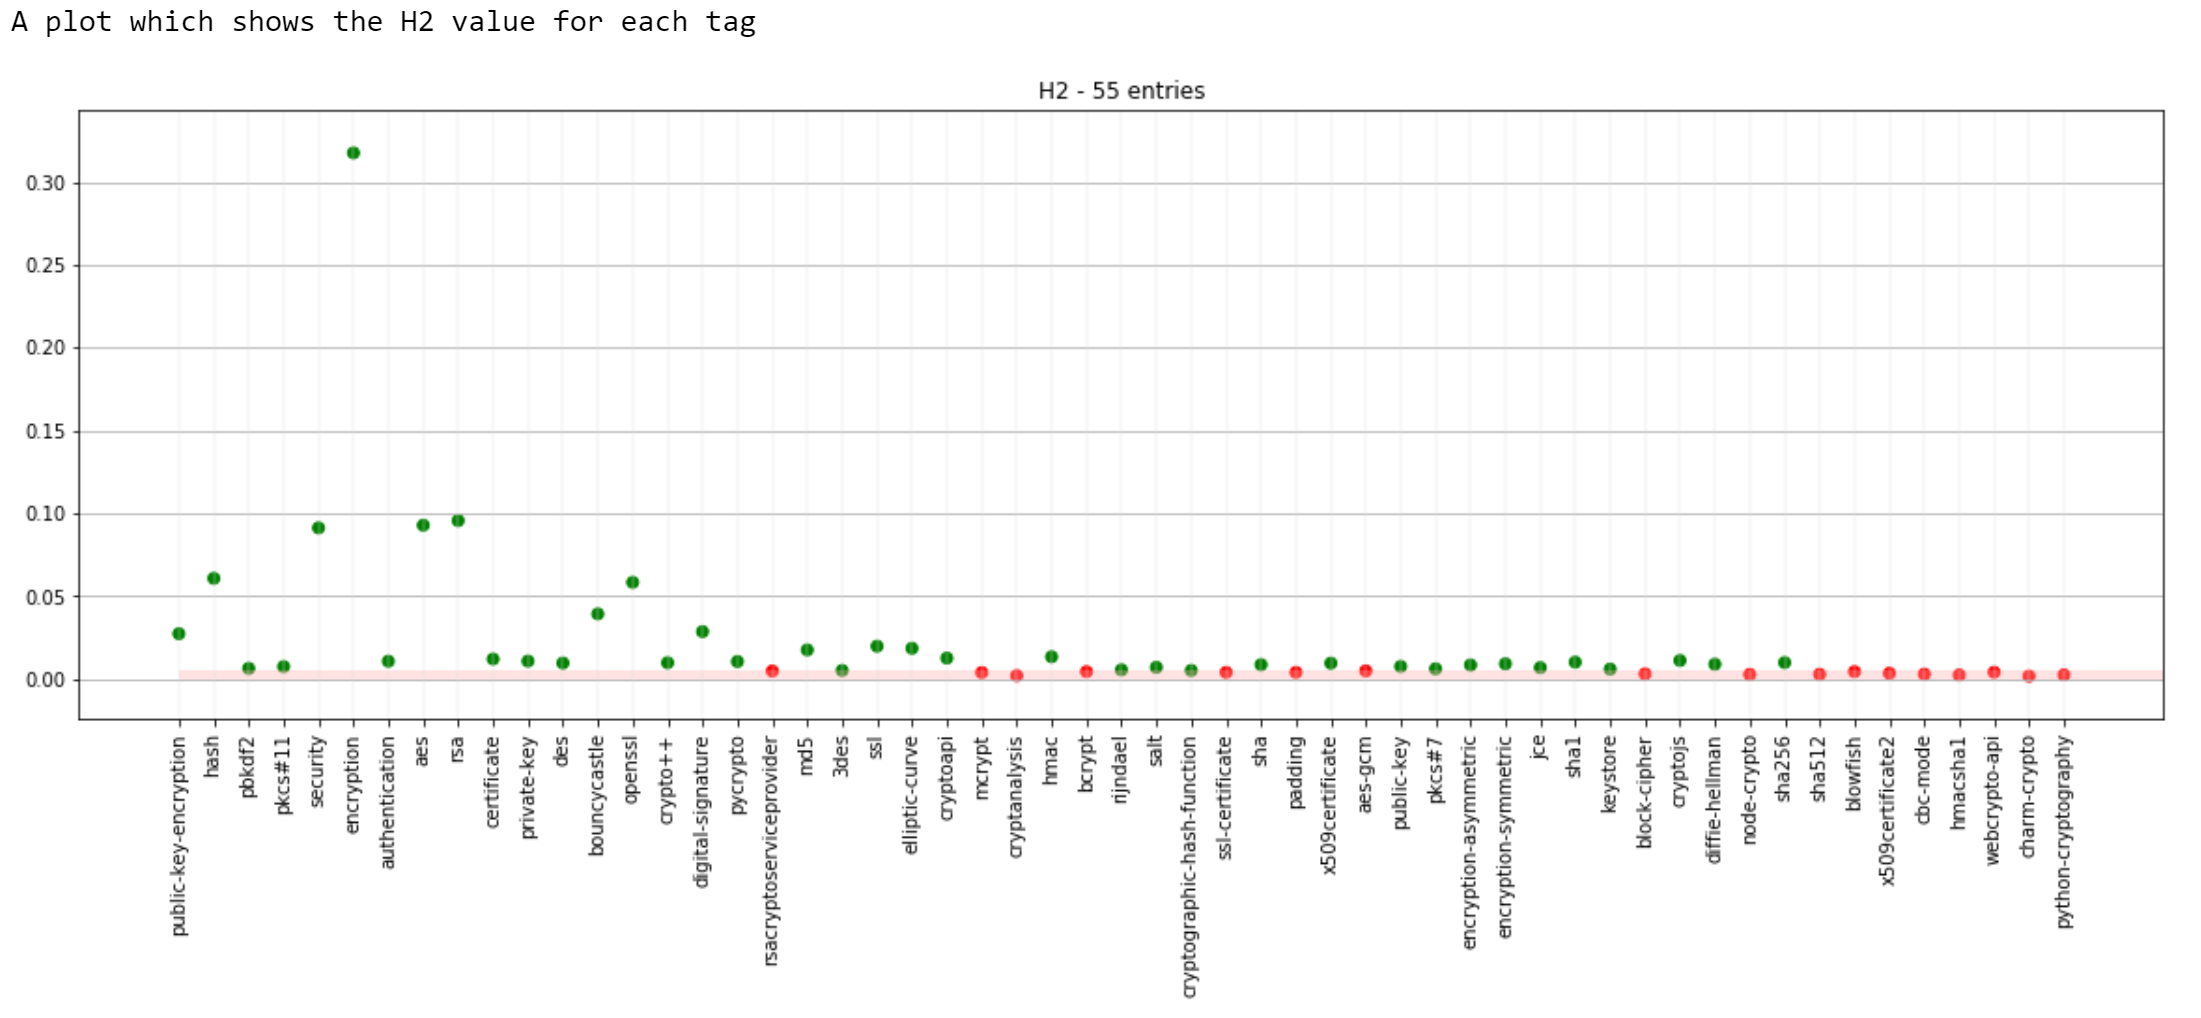 A plot which shows the H2 value for each tag
H2 - 55 entries
0.30
0.25
0.20
0.15
0.10
0.05
0.00
public-key-encryption
hash
pbkdf2
pkcs#11
security
encryption
authentication
aes
rsa
certificate
private-key
des
bouncycastle
openssl
crypto++
digital-signature
pycrypto
rsacryptoserviceprovider
md5
3des
ssl
elliptic-curve
cryptoapi
mcrypt
cryptanalysis
hmac
bcrypt
rijndael
salt
cryptographic-hash-function
ssl-certificate
sha
padding
x509certificate
aes-gcm
public-key
pkcs#7
encryption-asymmetric
encryption-symmetric
jce
sha1
keystore
block-cipher
cryptojs
diffie-hellman
node-crypto
sha256
sha512
blowfish
x509certificate2
cbc-mode
hmacsha1
webcrypto-api
charm-crypto
python-cryptography